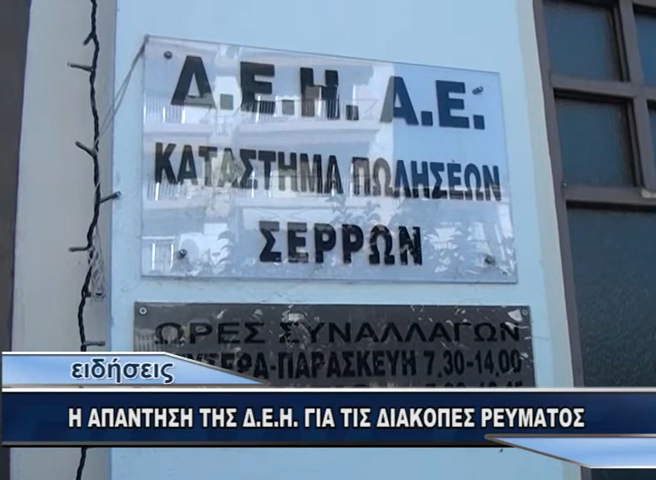 Δ.Ε.Η. Α.Ε.
ΚΑΤΑΣΤΗΜΑ ΠΩΛΗΣΕΩΝ
ΣΕΡΡΩΝ
ΩΡΕΣ ΣΥΝΑΛΛΑΓΩΝ
ΠΑΡΑΣΚΕΥΗ 7.30-14.00
ειδήσεις
Η ΑΠΑΝΤΗΣΗ ΤΗΣ Δ.Ε.Η. ΓΙΑ ΤΙΣ ΔΙΑΚΟΠΕΣ ΡΕΥΜΑΤΟΣ